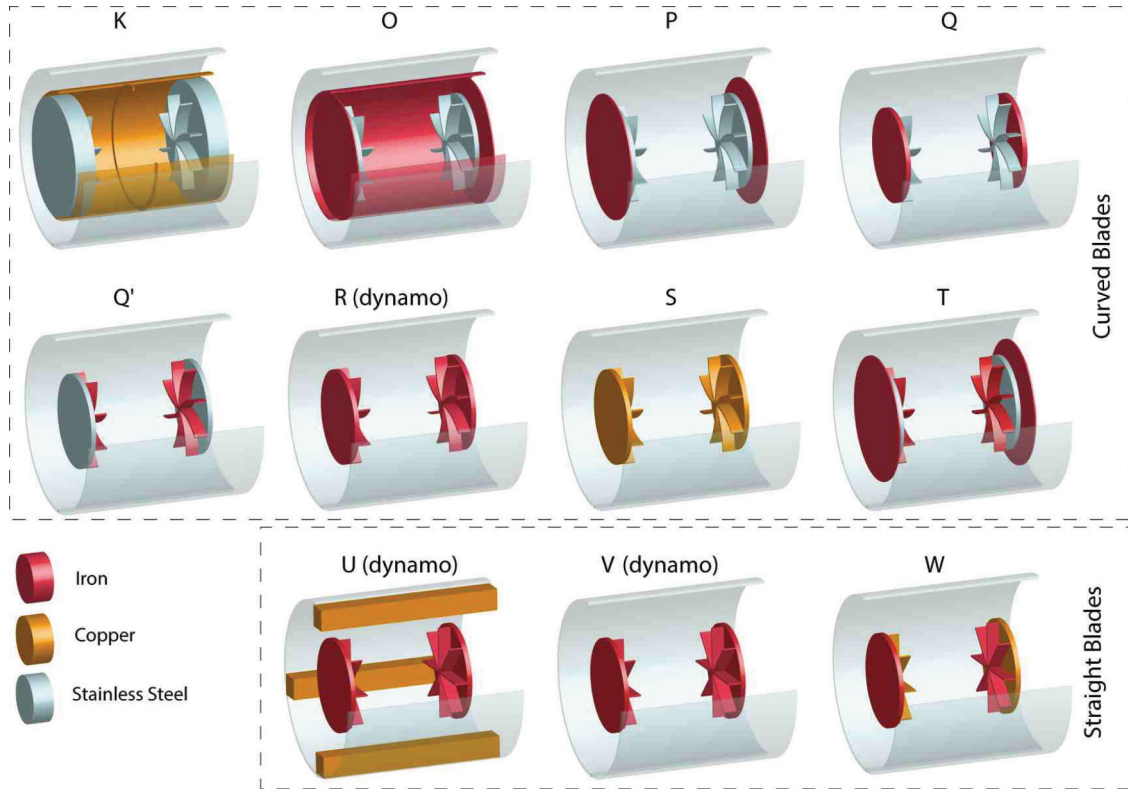 K
O
P
Q
Q'
R (dynamo)
S
T
Curved Blades
U (dynamo)
V (dynamo)
W
Straight Blades
Iron
Copper
Stainless Steel